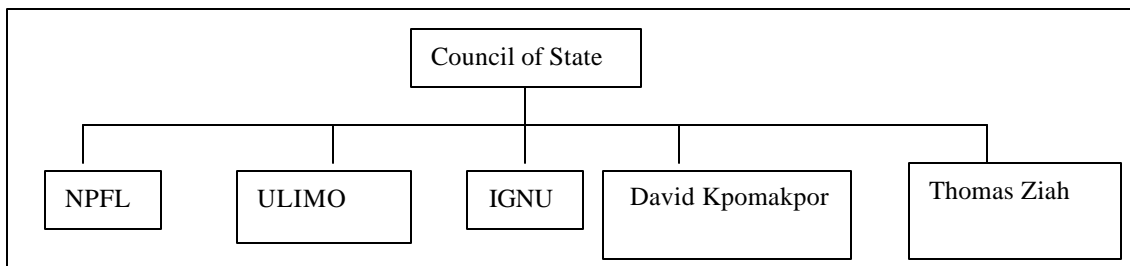 Council of State
NPFL
ULIMO
IGNU
David Kpomakpor
Thomas Ziah